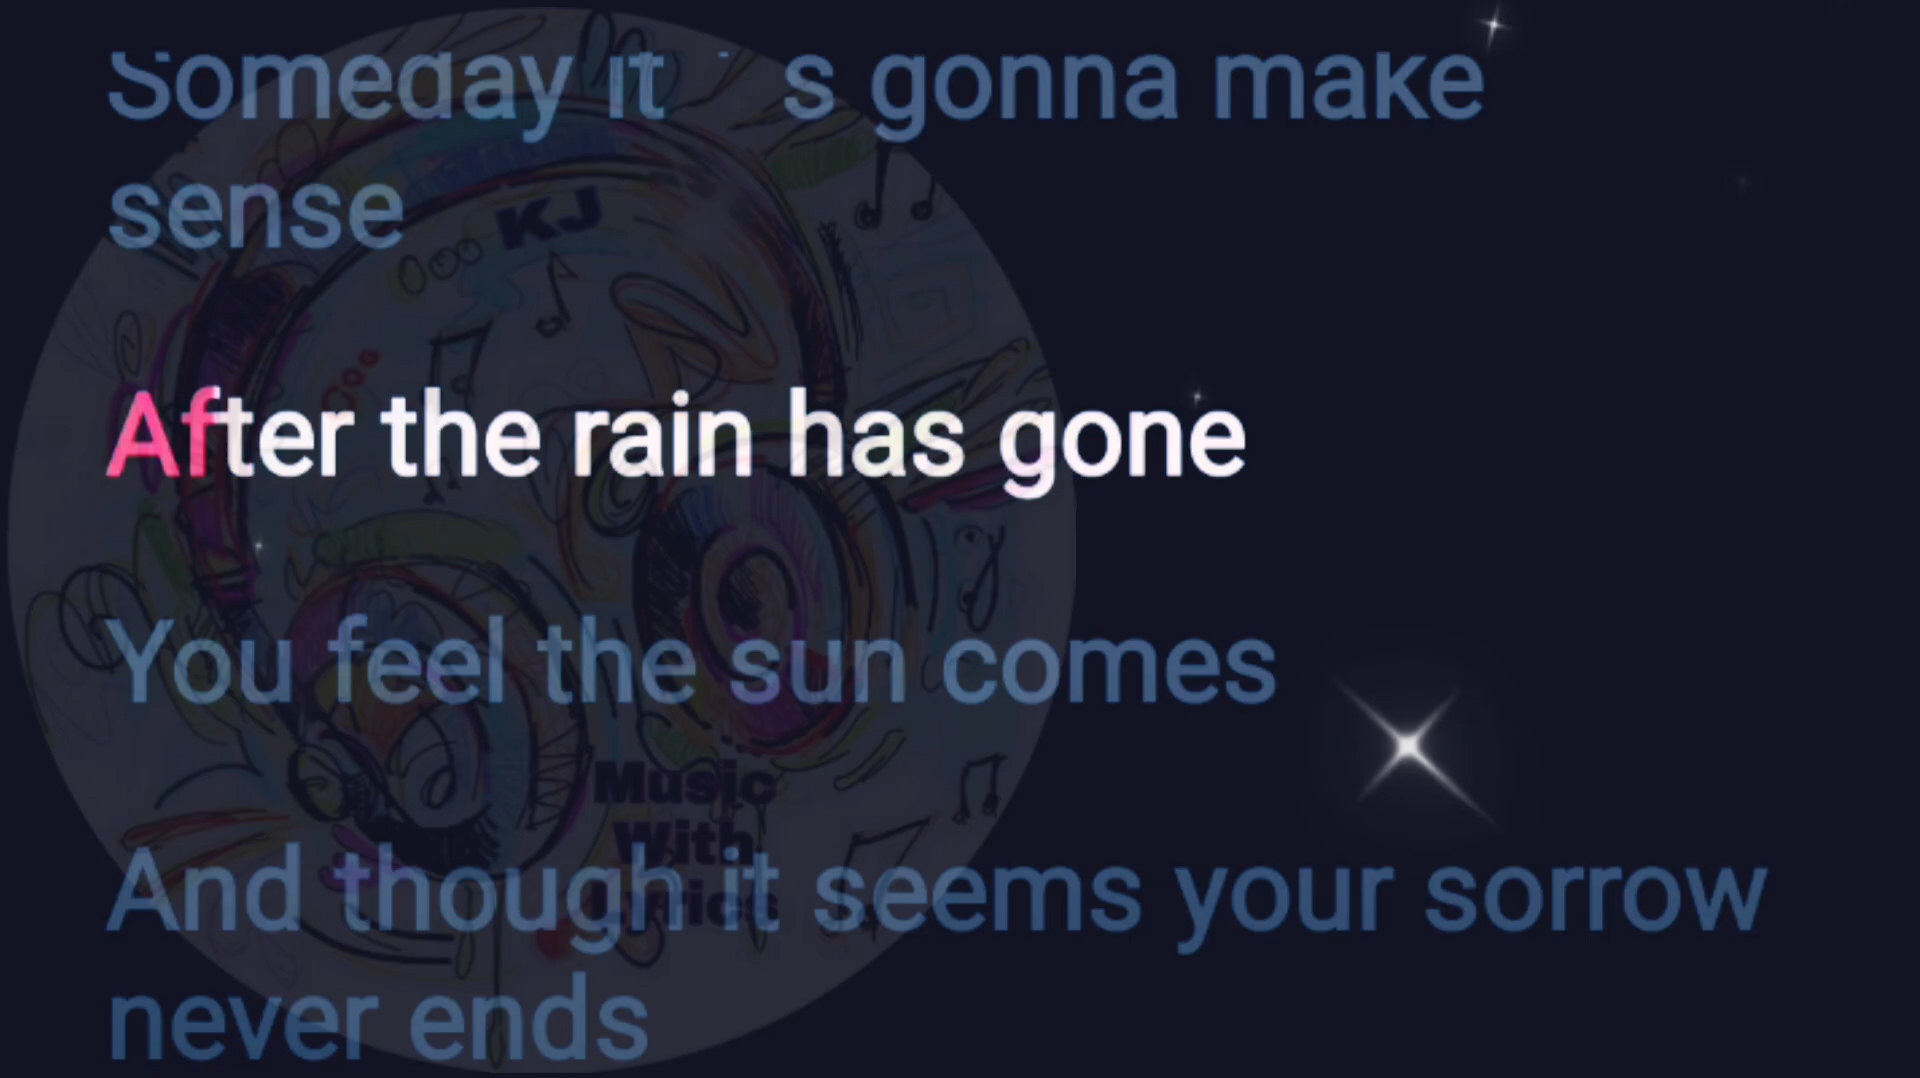 Someday it ' s gonna make
sense
KJ
After the rain has gone
You feel the sun comes
Music
With
Lyrics
And though it seems your sorrow
never ends